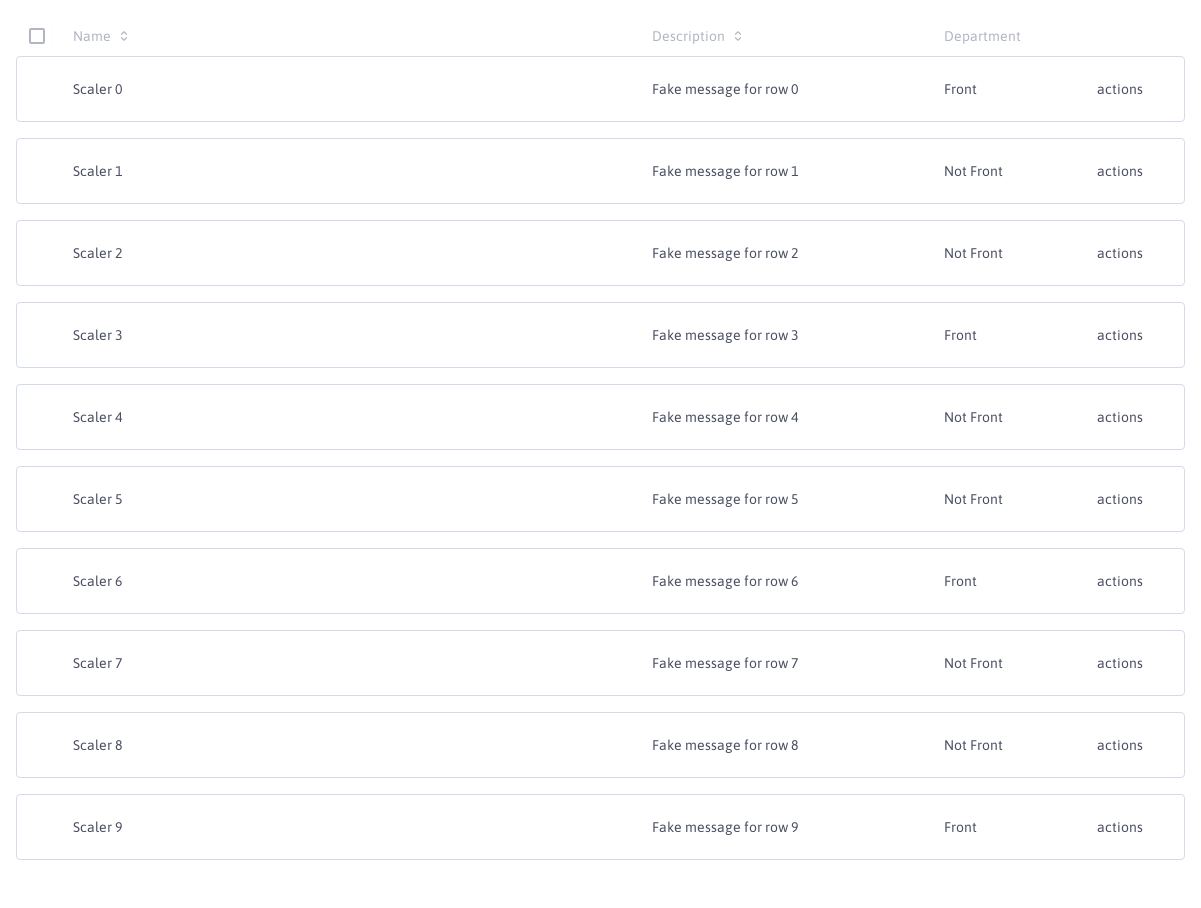 Name Description Department
Scaler 0 Fake message for row 0 Front actions
Scaler 1 Fake message for row 1 Not Front actions
Scaler 2 Fake message for row 2 Not Front actions
Scaler 3 Fake message for row 3 Front actions
Scaler 4 Fake message for row 4 Not Front actions
Scaler 5 Fake message for row 5 Not Front actions
Scaler 6 Fake message for row 6 Front actions
Scaler 7 Fake message for row 7 Not Front actions
Scaler 8 Fake message for row 8 Not Front actions
Scaler 9 Fake message for row 9 Front actions